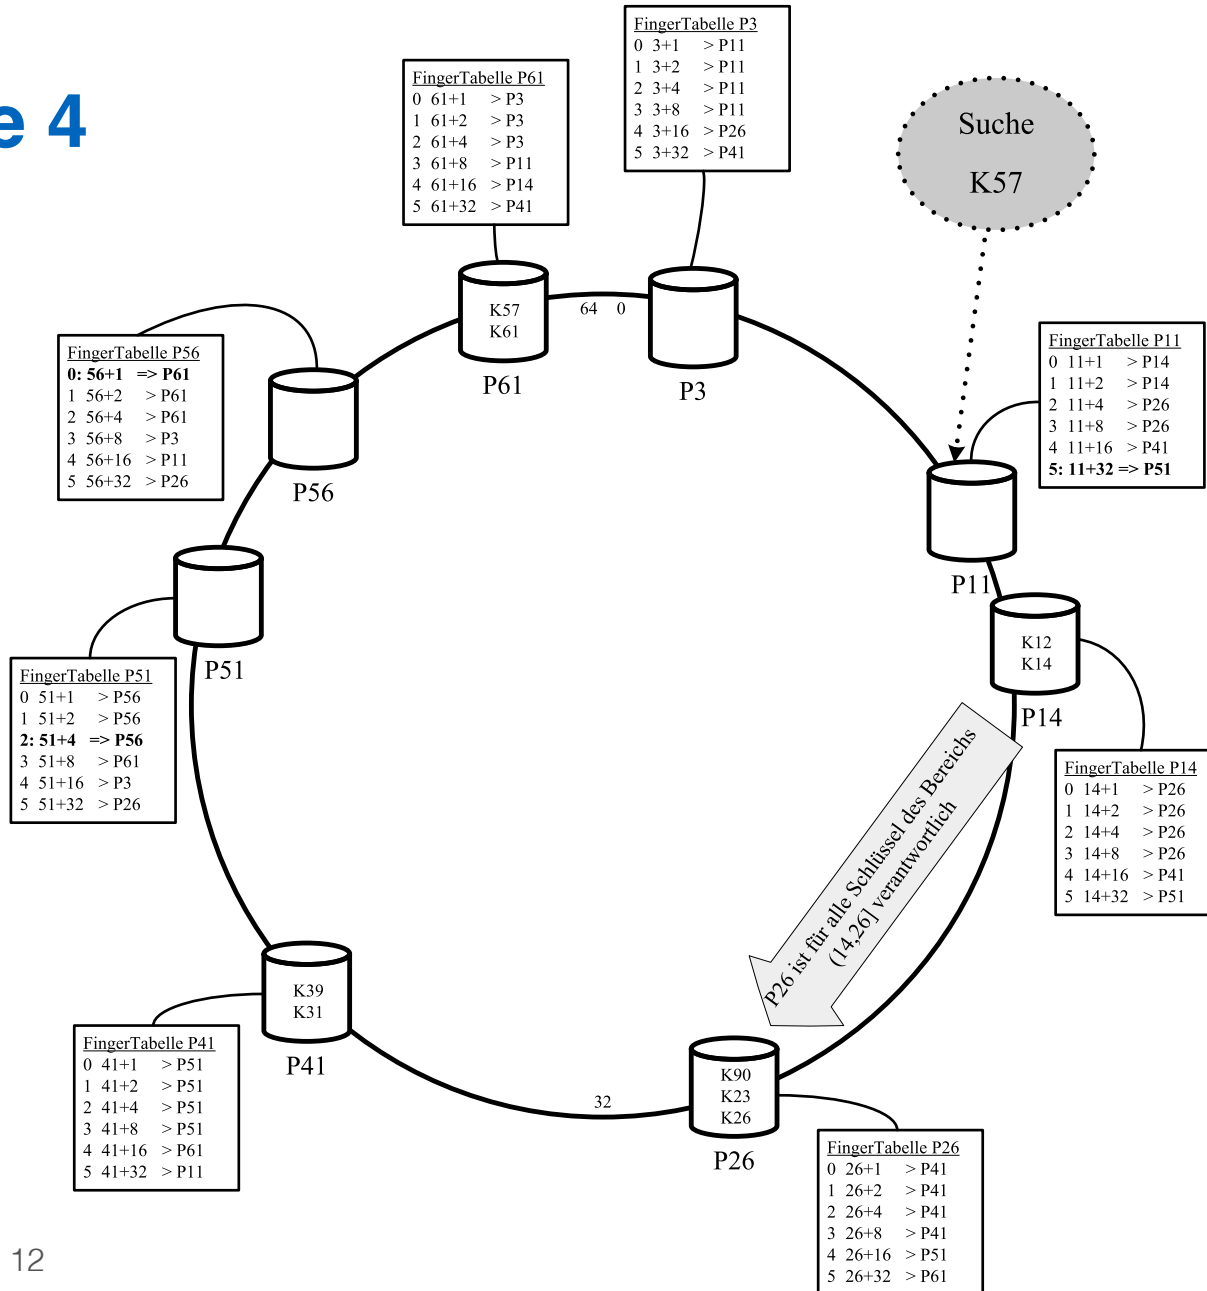 e 4
FingerTabelle P61
0 61+1 > P3
1 61+2 > P3
2 61+4 > P3
3 61+8 > P11
4 61+16 > P14
5 61+32 > P41
FingerTabelle P3
0 3+1 > P11
1 3+2 > P11
2 3+4 > P11
3 3+8 > P11
4 3+16 > P26
5 3+32 > P41
Suche
K57
K57
K61
P61
64 0
P3
FingerTabelle P56
0: 56+1 => P61
1 56+2 > P61
2 56+4 > P61
3 56+8 > P3
4 56+16 > P11
5 56+32 > P26
P56
FingerTabelle P11
0 11+1 > P14
1 11+2 > P14
2 11+4 > P26
3 11+8 > P26
4 11+16 > P41
5: 11+32 => P51
P11
P51
K12
K14
P14
FingerTabelle P51
0 51+1 > P56
1 51+2 > P56
2: 51+4 => P56
3 51+8 > P61
4 51+16 > P3
5 51+32 > P26
P26 ist für alle Schlüssel des Bereichs
(14,26] verantwortlich
FingerTabelle P14
0 14+1 > P26
1 14+2 > P26
2 14+4 > P26
3 14+8 > P26
4 14+16 > P41
5 14+32 > P51
K39
K31
P41
FingerTabelle P41
0 41+1 > P51
1 41+2 > P51
2 41+4 > P51
3 41+8 > P51
4 41+16 > P61
5 41+32 > P11
32
K90
K23
K26
P26
FingerTabelle P26
0 26+1 > P41
1 26+2 > P41
2 26+4 > P41
3 26+8 > P41
4 26+16 > P51
5 26+32 > P61
12